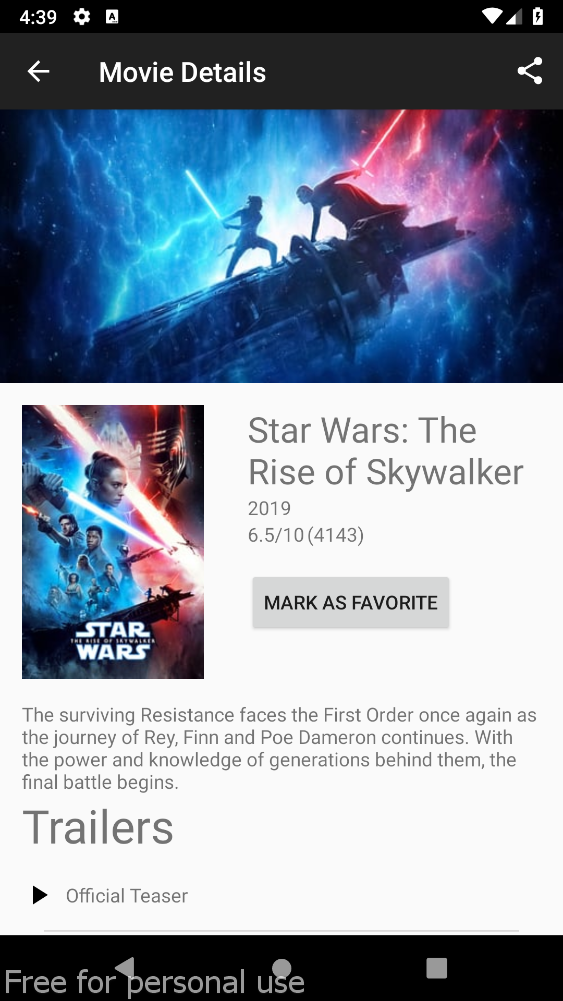 4:39
Movie Details
STAR
THE RISE OF SKYWALKER
WARS
Star Wars: The
Rise of Skywalker
2019
6.5/10 (4143)
MARK AS FAVORITE
The surviving Resistance faces the First Order once again as
the journey of Rey, Finn and Poe Dameron continues. With
the power and knowledge of generations behind them, the
final battle begins.
Trailers
Official Teaser
Free for personal use